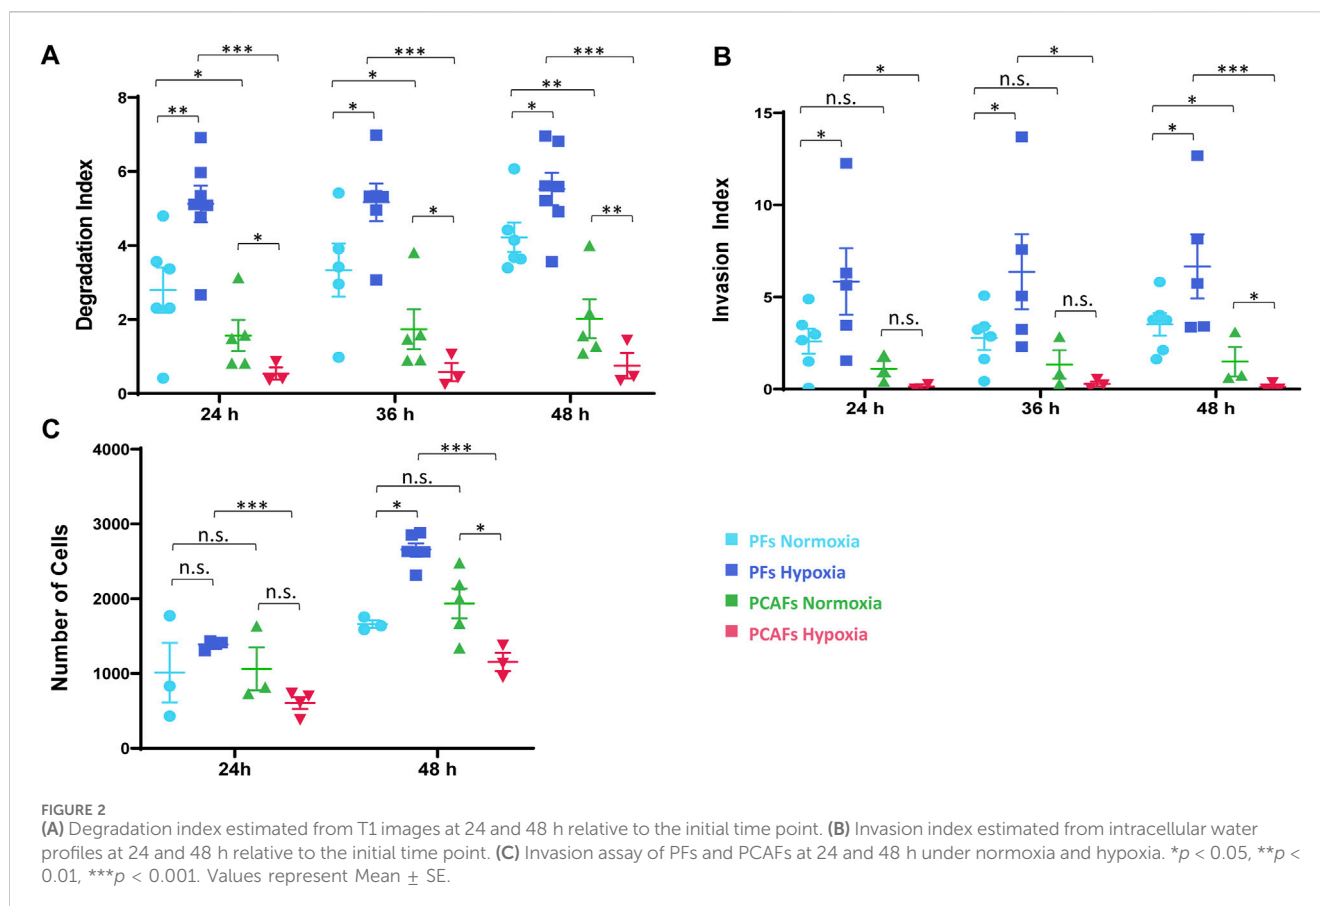 A
***
***
***
*
*
**
**
*
*
8
6
4
2
0
Degradation Index
*
*
**
24 h
36 h
48 h
B
*
*
***
n.s.
n.s.
*
*
*
*
15
10
5
0
Invasion Index
n.s.
n.s.
*
24 h
36 h
48 h
C
4000
3000
2000
1000
0
Number of Cells
***
n.s.
n.s.
n.s.
***
n.s.
*
*
24h
48 h
PFs Normoxia
PFs Hypoxia
PCAFs Normoxia
PCAFs Hypoxia
FIGURE 2
(A) Degradation index estimated from T1 images at 24 and 48 h relative to the initial time point. (B) Invasion index estimated from intracellular water
profiles at 24 and 48 h relative to the initial time point. (C) Invasion assay of PFs and PCAFs at 24 and 48 h under normoxia and hypoxia. *p < 0.05, **p <
0.01, ***p < 0.001. Values represent Mean ± SE.